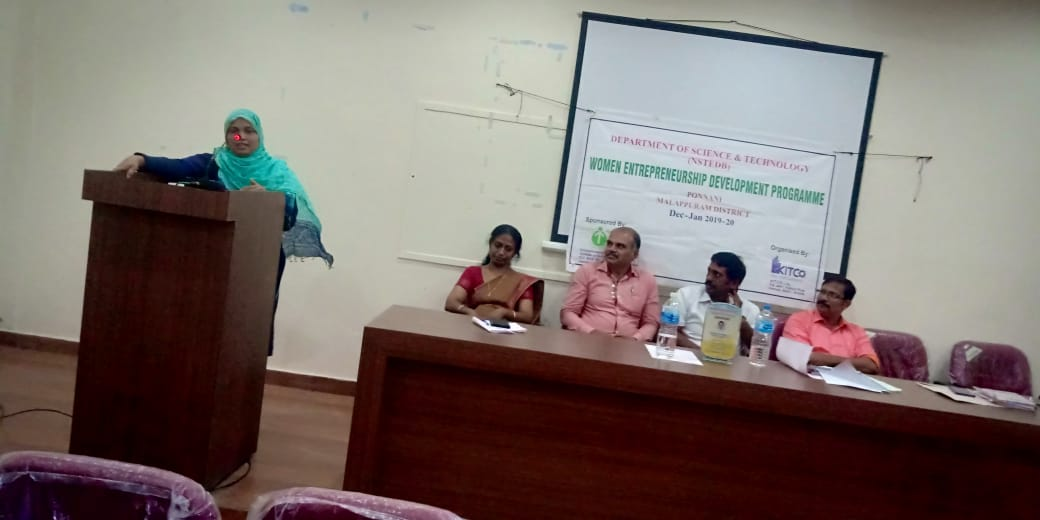 DEPARTMENT OF SCIENCE & TECHNOLOGY
(NSTEDB)
WOMEN ENTREPRENEURSHIP DEVELOPMENT PROGRAMME
PONNANI
MALAPPURAM DISTRICT
Dec-Jan 2019-20
Sponsored By:
Organised By:
KITCO